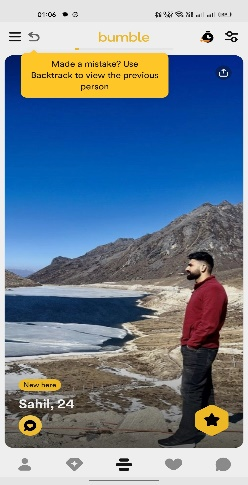 01:06
bumble
Made a mistake? Use
Backtrack to view the previous
person
New here
Sahil, 24